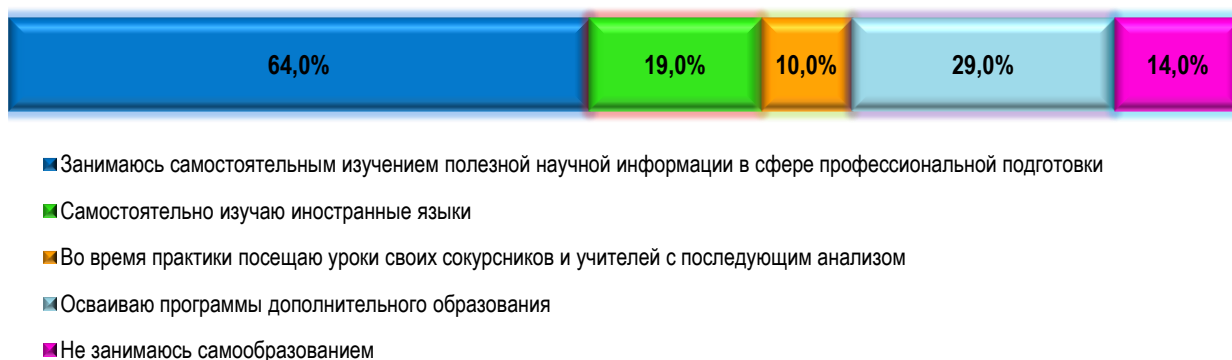 64,0% 19,0% 10,0% 29,0% 14,0%
Занимаюсь самостоятельным изучением полезной научной информации в сфере профессиональной подготовки
Самостоятельно изучаю иностранные языки
Во время практики посещаю уроки своих сокурсников и учителей с последующим анализом
Осваиваю программы дополнительного образования
Не занимаюсь самообразованием